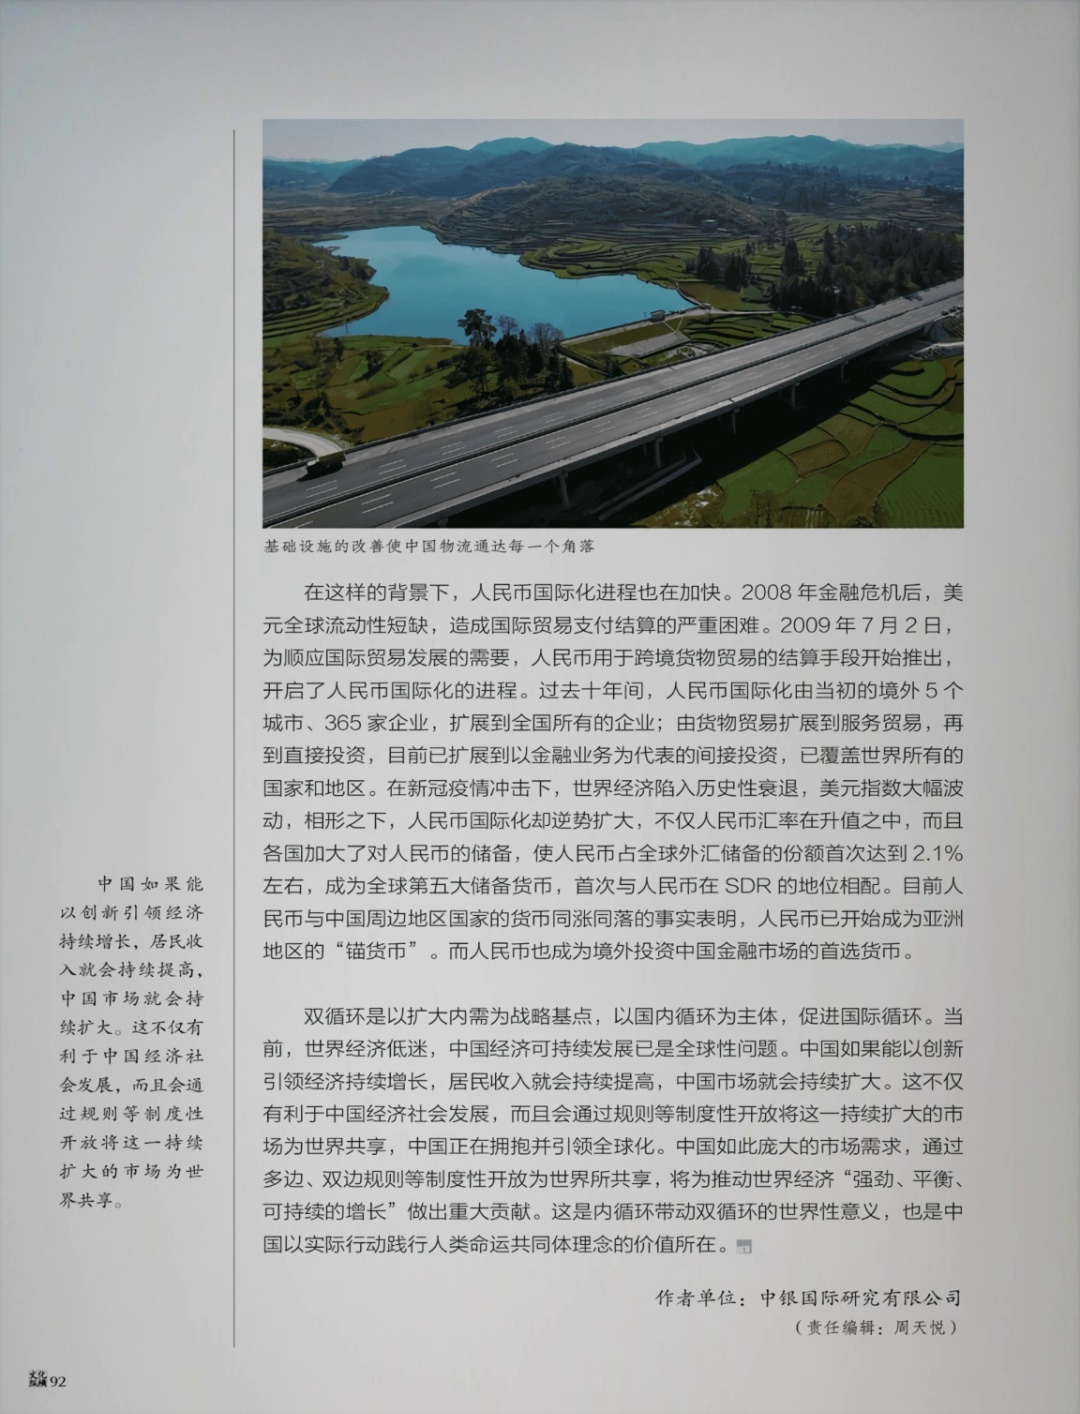 基础设施的改善使中国物流通达每一个角落
在这样的背景下，人民币国际化进程也在加快。2008 年金融危机后，美
元全球流动性短缺，造成国际贸易支付结算的严重困难。2009 年 7 月 2 日，
为顺应国际贸易发展的需要，人民币用于跨境货物贸易的结算手段开始推出，
开启了人民币国际化的进程。过去十年间，人民币国际化由当初的境外 5 个
城市、365 家企业，扩展到全国所有的企业；由货物贸易扩展到服务贸易，再
到直接投资，目前已扩展到以金融业务为代表的间接投资，已覆盖世界所有的
国家和地区。在新冠疫情冲击下，世界经济陷入历史性衰退，美元指数大幅波
动，相形之下，人民币国际化却逆势扩大，不仅人民币汇率在升值之中，而且
各国加大了对人民币的储备，使人民币占全球外汇储备的份额首次达到 2.1%
左右，成为全球第五大储备货币，首次与人民币在 SDR 的地位相配。目前人
民币与中国周边地区国家的货币同涨同落的事实表明，人民币已开始成为亚洲
地区的“锚货币”。而人民币也成为境外投资中国金融市场的首选货币。
双循环是以扩大内需为战略基点，以国内循环为主体，促进国际循环。当
前，世界经济低迷，中国经济可持续发展已是全球性问题。中国如果能以创新
引领经济持续增长，居民收入就会持续提高，中国市场就会持续扩大。这不仅
有利于中国经济社会发展，而且会通过规则等制度性开放将这一持续扩大的市
场为世界共享，中国正在拥抱并引领全球化。中国如此庞大的市场需求，通过
多边、双边规则等制度性开放为世界所共享，将为推动世界经济“强劲、平衡、
可持续的增长”做出重大贡献。这是内循环带动双循环的世界性意义，也是中
国以实际行动践行人类命运共同体理念的价值所在。
作者单位：中银国际研究有限公司
（责任编辑：周天悦）
中国如果能
以创新引领经济
持续增长，居民收
入就会持续提高，
中国市场就会持
续扩大。这不仅有
利于中国经济社
会发展，而且会通
过规则等制度性
开放将这一持续
扩大的市场为世
界共享。
文化纵横 92